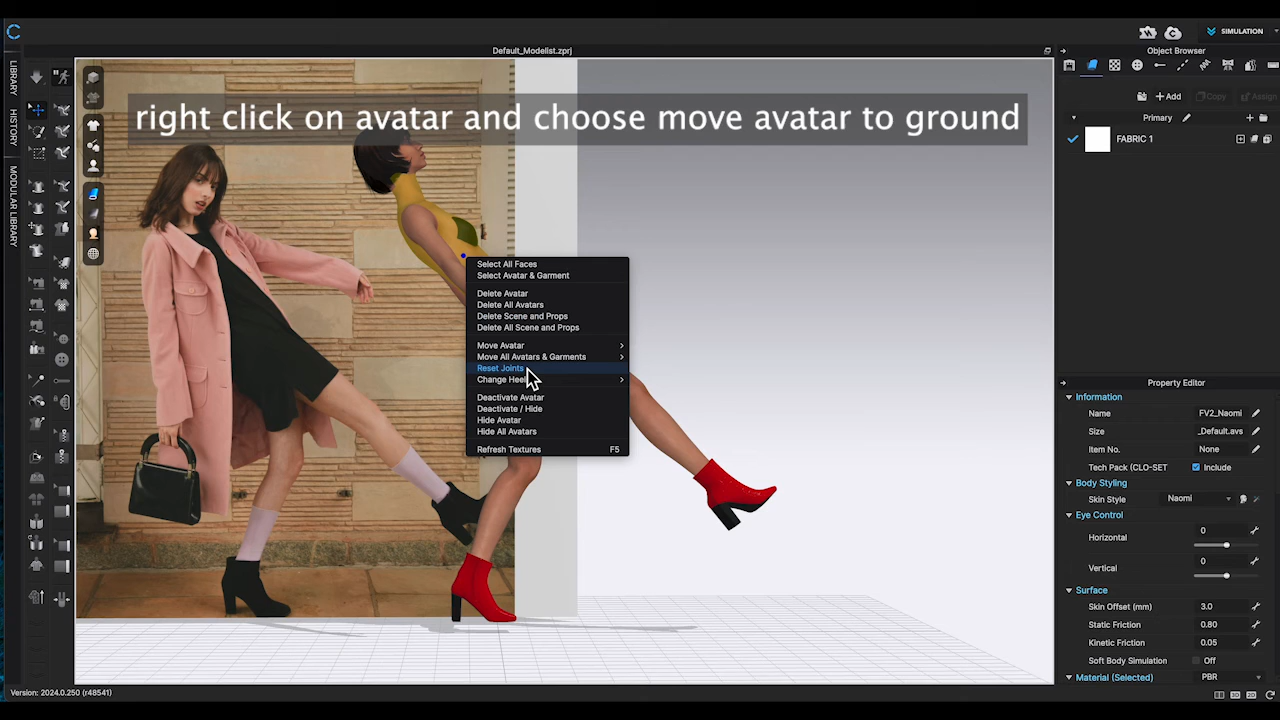 SIMULATION
Default_Modelist.zprj
Object Browser
LIBRARY
HISTORY
MODULAR LIBRARY
right click on avatar and choose move avatar to ground
Add
Copy
Assign
Primary
FABRIC 1
Select All Faces
Select Avatar & Garment
Delete Avatar
Delete All Avatars
Delete Scene and Props
Delete All Scene and Props
Move Avatar
Move All Avatars & Garments
Reset Joints
Change Heel
Deactivate Avatar
Deactivate / Hide
Hide Avatar
Hide All Avatars
Refresh Textures F5
Property Editor
Information
Name FV2_Naomi
Size _Default.avs
Item No. None
Tech Pack (CLO-SET Include
Body Styling
Skin Style Naomi
Eye Control
Horizontal 0
Vertical 0
Surface
Skin Offset (mm) 3.0
Static Friction 0.80
Kinetic Friction 0.05
Soft Body Simulation Off
Material (Selected) PBR
Version: 2024.0.250 (r48541)
3D
2D